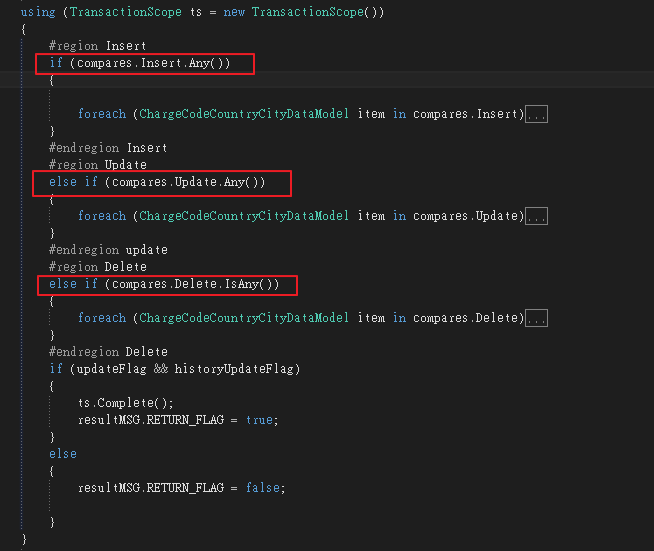 using (TransactionScope ts = new TransactionScope())
{
#region Insert
if (compares.Insert.Any())
{
foreach (ChargeCodeCountryCityDataModel item in compares.Insert)...
}
#endregion Insert
#region Update
else if (compares.Update.Any())
{
foreach (ChargeCodeCountryCityDataModel item in compares.Update)...
}
#endregion update
#region Delete
else if (compares.Delete.IsAny())
{
foreach (ChargeCodeCountryCityDataModel item in compares.Delete)...
}
#endregion Delete
if (updateFlag && historyUpdateFlag)
{
ts.Complete();
resultMSG.RETURN_FLAG = true;
}
else
{
resultMSG.RETURN_FLAG = false;
}
}